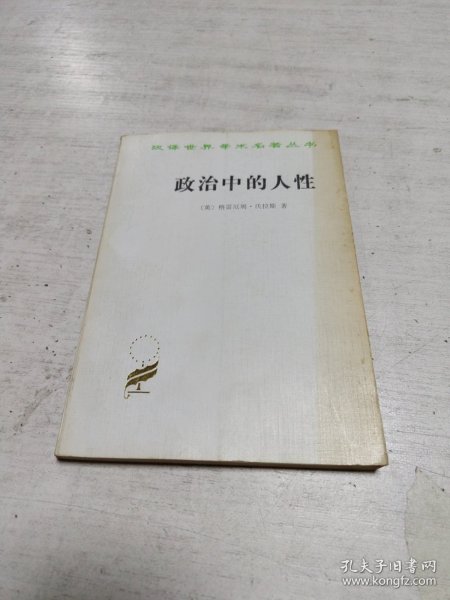 汉译世界学术名著丛书
政治中的人性
〔英〕格雷厄姆·沃拉斯 著
孔夫子旧书网
www.kongfz.com